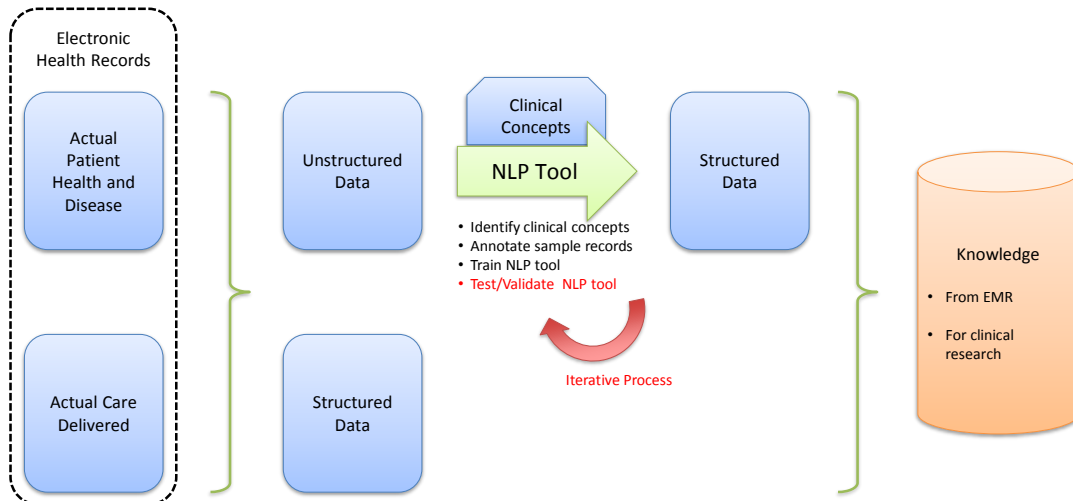 Electronic
Health Records
Actual
Patient
Health and
Disease
Actual Care
Delivered
Unstructured
Data
Structured
Data
Clinical
Concepts
NLP Tool
• Identify clinical concepts
• Annotate sample records
• Train NLP tool
• Test/Validate NLP tool
Iterative Process
Structured
Data
Knowledge
• From EMR
• For clinical
research